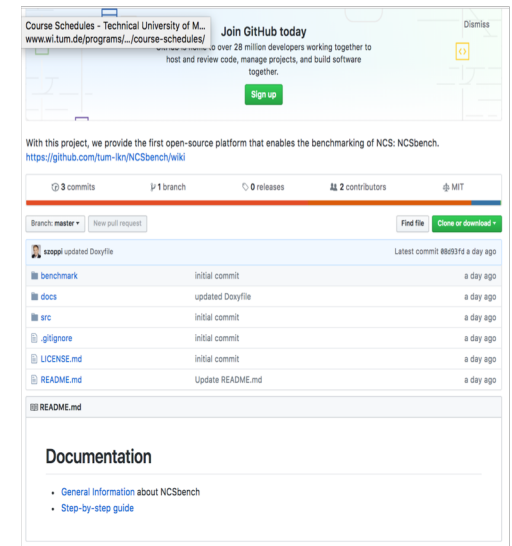 Course Schedules - Technical University of M...
www.wi.tum.de/programs/.../course-schedules/
Join GitHub today
Dismiss
to over 28 million developers working together to
host and review code, manage projects, and build software
together.
Sign up
With this project, we provide the first open-source platform that enables the benchmarking of NCS: NCSbench.
https://github.com/tum-lkn/NCSbench/wiki
3 commits 1 branch 0 releases 2 contributors MIT
Branch: master New pull request Find file Clone or download
szoppi updated Doxyfile Latest commit 08d93fd a day ago
benchmark initial commit a day ago
docs updated Doxyfile a day ago
src initial commit a day ago
.gitignore initial commit a day ago
LICENSE.md initial commit a day ago
README.md Update README.md a day ago
README.md
Documentation
• General Information about NCSbench
• Step-by-step guide